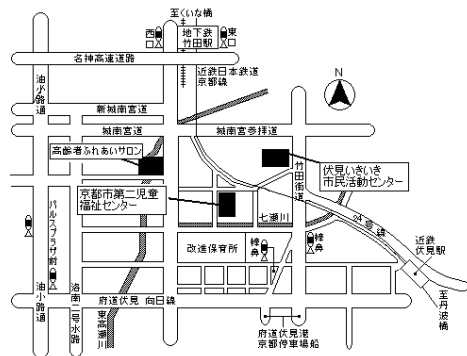 至くいな橋
西口
地下鉄
竹田駅
東口
名神高速道路
油小路通
近鉄日本鉄道
京都線
N
新城南宮道
城南宮道
城南宮参拝道
高齢者ふれあいサロン
竹田街道
伏見いきいき
市民活動センター
京都市第二児童
福祉センター
七瀬川
24号線
パルスプラザ前
改進保育所
棒鼻
棒鼻
近鉄
伏見駅
至丹波橋
府道伏見 向日線
油小路通
洛南二号水路
東高瀬川
府道伏見港
京都停車場船